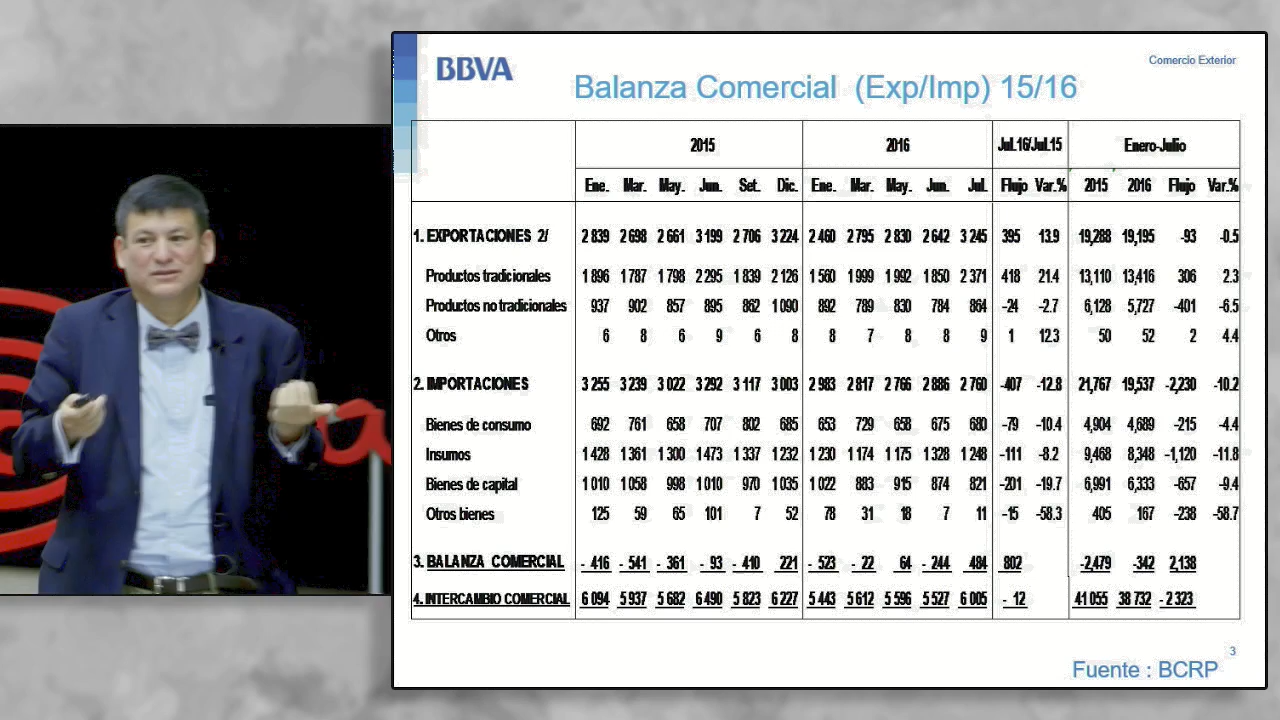 BBVA
Comercio Exterior
Balanza Comercial (Exp/Imp) 15/16
2015 2016 Jul.16/Jul.15 Enero-Julio
Ene. Mar. May. Jun. Set. Dic. Ene. Mar. May. Jun. Jul. Flujo Var.% 2015 2016 Flujo Var.%
1. EXPORTACIONES 2/ 2 839 2 698 2 661 3 199 2 706 3 224 2 460 2 795 2 830 2 642 3 245 395 13.9 19,288 19,195 -93 -0.5
Productos tradicionales 1 896 1 787 1 798 2 295 1 839 2 126 1 560 1 999 1 992 1 850 2 371 418 21.4 13,110 13,416 306 2.3
Productos no tradicionales 937 902 857 895 862 1 090 892 789 830 784 864 -24 -2.7 6,128 5,727 -401 -6.5
Otros 6 8 6 9 6 8 8 7 8 8 9 1 12.3 50 52 2 4.4
2. IMPORTACIONES 3 255 3 239 3 022 3 292 3 117 3 003 2 983 2 817 2 766 2 886 2 760 -407 -12.8 21,767 19,537 -2,230 -10.2
Bienes de consumo 692 761 658 707 802 685 653 729 658 675 680 -79 -10.4 4,904 4,689 -215 -4.4
Insumos 1 428 1 361 1 300 1 473 1 337 1 232 1 230 1 174 1 175 1 328 1 248 -111 -8.2 9,468 8,348 -1,120 -11.8
Bienes de capital 1 010 1 058 998 1 010 970 1 035 1 022 883 915 874 821 -201 -19.7 6,991 6,333 -657 -9.4
Otros bienes 125 59 65 101 7 52 78 31 18 7 11 -15 -58.3 405 167 -238 -58.7
3. BALANZA COMERCIAL - 416 - 541 - 361 - 93 - 410 221 - 523 - 22 64 - 244 484 802 -2,479 -342 2,138
4. INTERCAMBIO COMERCIAL 6 094 5 937 5 682 6 490 5 823 6 227 5 443 5 612 5 596 5 527 6 005 - 12 41 055 38 732 - 2 323
3
Fuente : BCRP